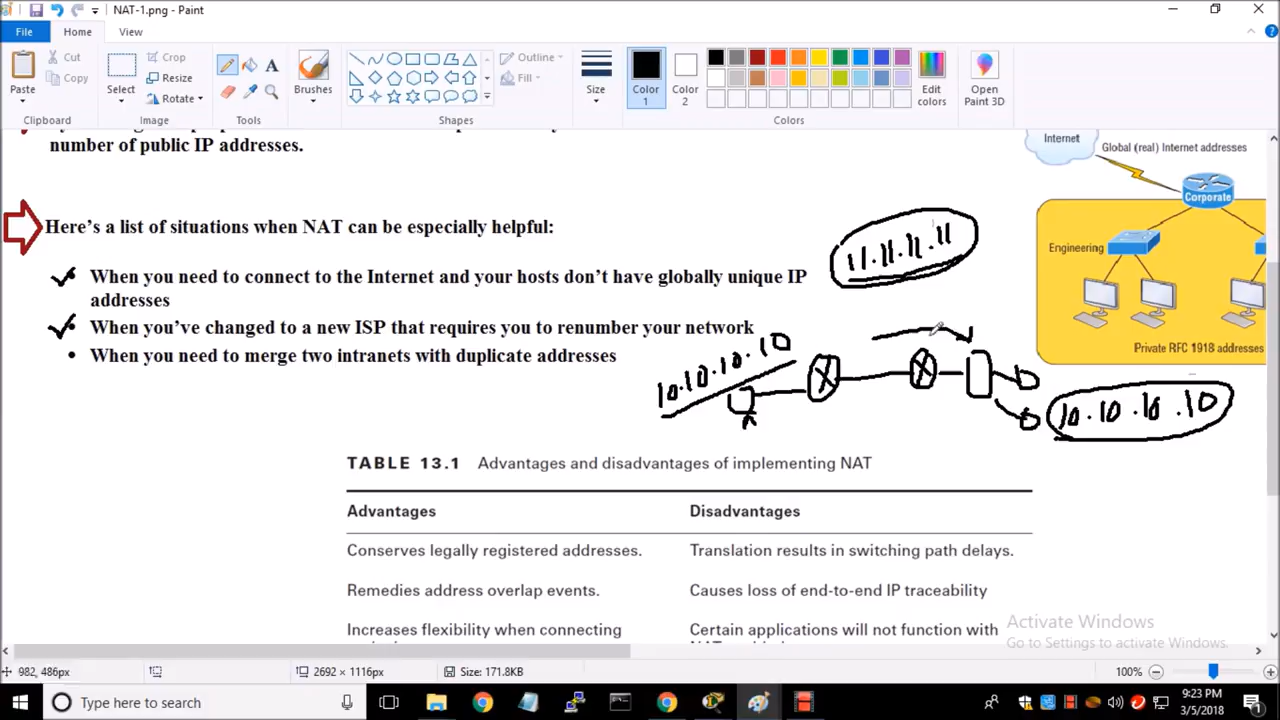 NAT-1.png - Paint
File
Home
View
Paste
Cut
Copy
Clipboard
Select
Crop
Resize
Rotate
Image
Tools
Brushes
Shapes
Outline
Fill
Size
Color
1
Color
2
Edit
colors
Open
Paint 3D
Colors
number of public IP addresses.
Internet
Global (real) Internet addresses
Corporate
Here's a list of situations when NAT can be especially helpful:
11.11.11.11
Engineering
When you need to connect to the Internet and your hosts don't have globally unique IP
addresses
• When you've changed to a new ISP that requires you to renumber your network
Private RFC 1918 addresses
• When you need to merge two intranets with duplicate addresses
10.10.10.10
10.10.10.10
TABLE 13.1 Advantages and disadvantages of implementing NAT
Advantages
Disadvantages
Conserves legally registered addresses.
Translation results in switching path delays.
Remedies address overlap events.
Causes loss of end-to-end IP traceability
Increases flexibility when connecting
Certain applications will not function with
Activate Windows
Go to Settings to activate Windows.
982, 486px
2692 × 1116px
Size: 171.8KB
100%
Type here to search
9:23 PM
3/5/2018